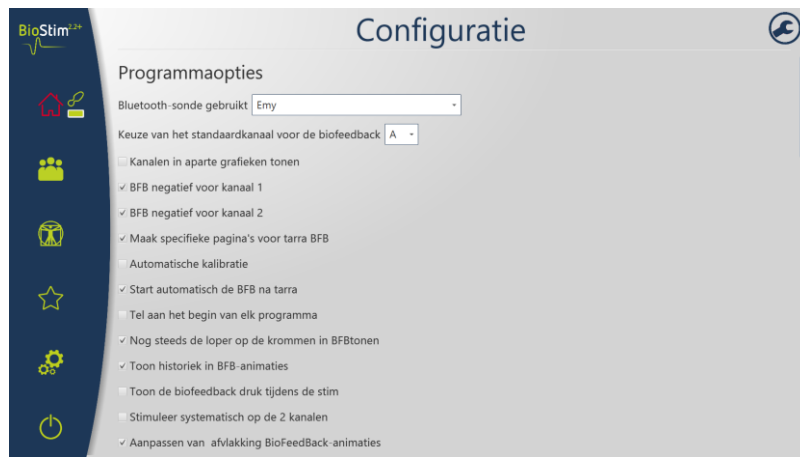 BioStim 2.2+
Configuratie
Programmaopties
Bluetooth-sonde gebruikt Emy
Keuze van het standaardkanaal voor de biofeedback A
Kanalen in aparte grafieken tonen
BFB negatief voor kanaal 1
BFB negatief voor kanaal 2
Maak specifieke pagina's voor tarra BFB
Automatische kalibratie
Start automatisch de BFB na tarra
Tel aan het begin van elk programma
Nog steeds de loper op de krommen in BFBtonen
Toon historiek in BFB-animaties
Toon de biofeedback druk tijdens de stim
Stimuleer systematisch op de 2 kanalen
Aanpassen van afvlakking BioFeedBack-animaties